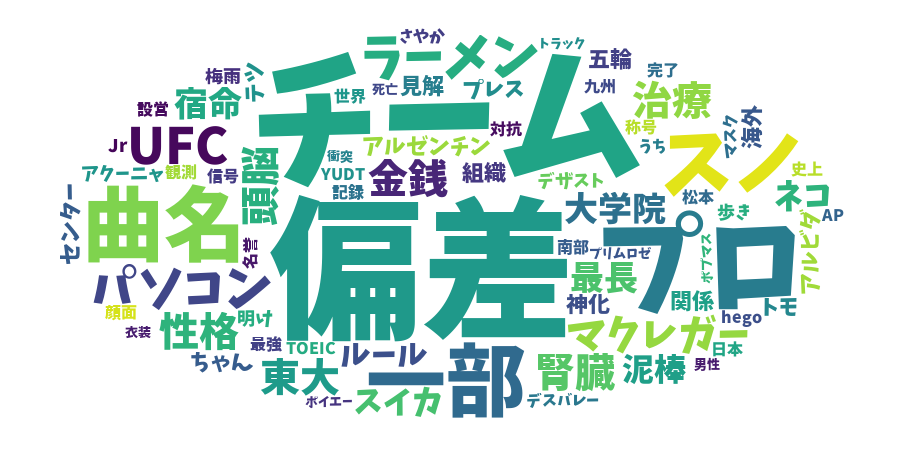 さやか
トラック
ラーメン
五輪
梅雨
テツ
世界
死亡
見解
プレス
完了
九州
設営
宿命
チーム
治療
Jr
UFC
対抗
称号
マスク
海外
アルゼンチン
うち
スノ
アクーニャ
観測
信号
頭脳
衝突
YUDT
記録
金銭
組織
デザスト
史上
ネコ
センター
曲名
偏差
大学院
松本
歩き
AP
名誉
南部
プリムロゼ
プロ
ボブマス
アルビダ
パソコン
最長
神化
関係
トモ
顔面
衣装
性格
明け
hego
マクレガー
最強
TOEIC
ルール
日本
ちゃん
東大
一部
腎臓
泥棒
男性
ボイエー
スイカ
デスパレー